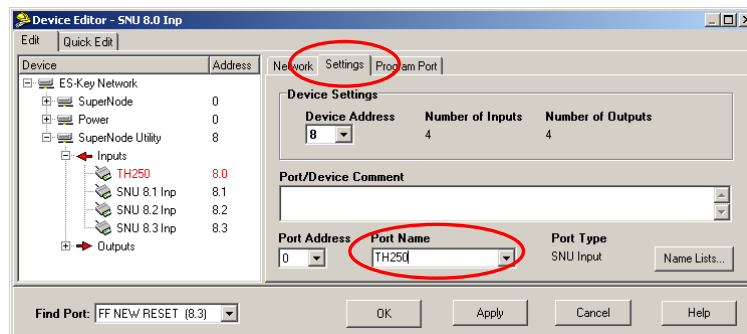 Device Editor - SNU 8.0 Inp
Edit Quick Edit
Device Address
ES-Key Network
SuperNode 0
Power 0
SuperNode Utility 8
Inputs
TH250 8.0
SNU 8.1 Inp 8.1
SNU 8.2 Inp 8.2
SNU 8.3 Inp 8.3
Outputs
Network Settings Program Port
Device Settings
Device Address Number of Inputs Number of Outputs
8 4 4
Port/Device Comment
Port Address Port Name Port Type
0 TH250 SNU Input Name Lists...
Find Port: FF NEW RESET (8.3) OK Apply Cancel Help